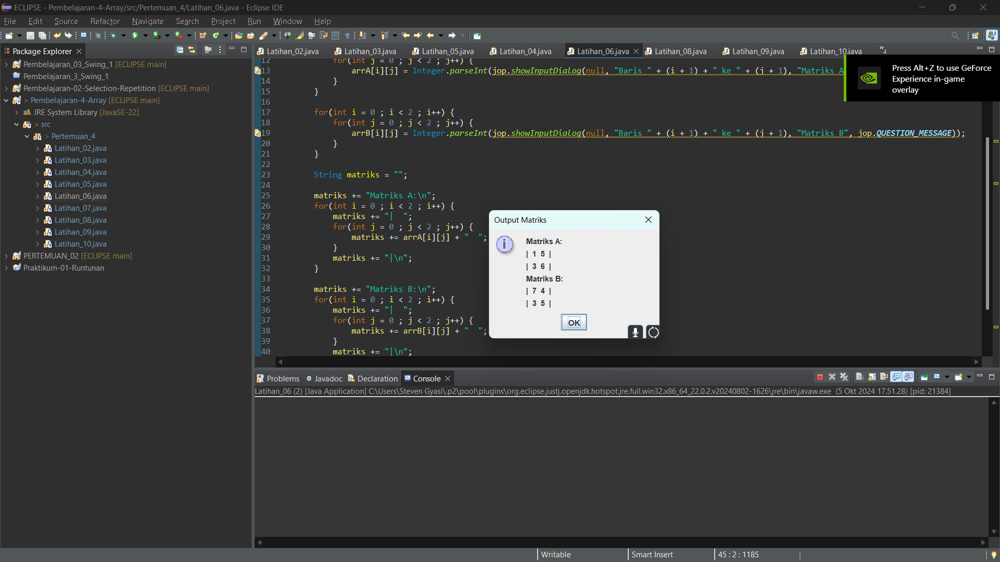 ECLIPSE - Pembelajaran-4-Array/src/Pertemuan_4/Latihan_06.java - Eclipse IDE
File Edit Source Refactor Navigate Search Project Run Window Help
Package Explorer
Pembelajaran_03_Swing_1 [ECLIPSE main]
Pembelajaran_3_Swing_1
Pembelajaran-02-Selection-Repetition [ECLIPSE main]
> Pembelajaran-4-Array [ECLIPSE main]
JRE System Library [JavaSE-22]
> src
> Pertemuan_4
Latihan_02.java
Latihan_03.java
Latihan_04.java
Latihan_05.java
Latihan_06.java
Latihan_07.java
Latihan_08.java
Latihan_09.java
Latihan_10.java
PERTEMUAN_02 [ECLIPSE main]
Praktikum-01-Runtunan
Latihan_02.java Latihan_03.java Latihan_05.java Latihan_04.java Latihan_06.java Latihan_08.java Latihan_09.java Latihan_10.java »4
12 for(int j = 0 ; j < 2 ; j++) {
13 arrA[i][j] = Integer.parseInt(jop.showInputDialog(null, "Baris " + (i + 1) + " ke " + (j + 1), "Matriks A
14 }
15 }
16
17 for(int i = 0 ; i < 2 ; i++) {
18 for(int j = 0 ; j < 2 ; j++) {
19 arrB[i][j] = Integer.parseInt(jop.showInputDialog(null, "Baris " + (i + 1) + " ke " + (j + 1), "Matriks B", jop.QUESTION_MESSAGE));
20 }
21 }
22
23 String matriks = "";
24
25 matriks += "Matriks A:\n";
26 for(int i = 0 ; i < 2 ; i++) {
27 matriks += "|  ";
28 for(int j = 0 ; j < 2 ; j++) {
29 matriks += arrA[i][j] + "  ";
30 }
31 matriks += "|\n";
32 }
33
34 matriks += "Matriks B:\n";
35 for(int i = 0 ; i < 2 ; i++) {
36 matriks += "|  ";
37 for(int j = 0 ; j < 2 ; j++) {
38 matriks += arrB[i][j] + "  ";
39 }
40 matriks += "|\n";
Press Alt+Z to use GeForce
Experience in-game
overlay
Output Matriks
Matriks A:
| 1 5 |
| 3 6 |
Matriks B:
| 7 4 |
| 3 5 |
OK
Problems @ Javadoc Declaration Console
Latihan_06 (2) [Java Application] C:\Users\Steven Gyasi\.p2\pool\plugins\org.eclipse.justj.openjdk.hotspot.jre.full.win32.x86_64_22.0.2.v20240802-1626\jre\bin\javaw.exe (5 Okt 2024 17.51.28) [pid: 21384]
Writable Smart Insert 45 : 2 : 1185